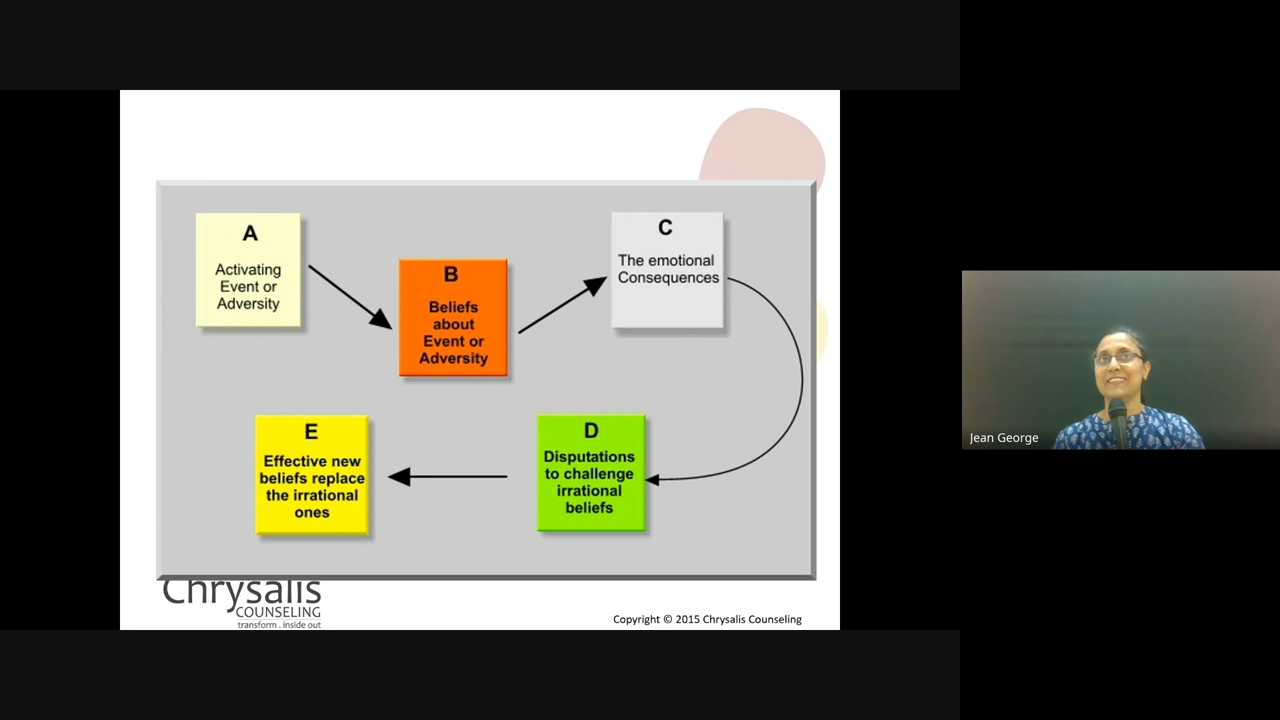 A
Activating
Event or
Adversity
B
Beliefs
about
Event or
Adversity
C
The emotional
Consequences
D
Disputations
to challenge
irrational
beliefs
E
Effective new
beliefs replace
the irrational
ones
Chrysalis
COUNSELING
transform . inside out
Copyright © 2015 Chrysalis Counseling
Jean George